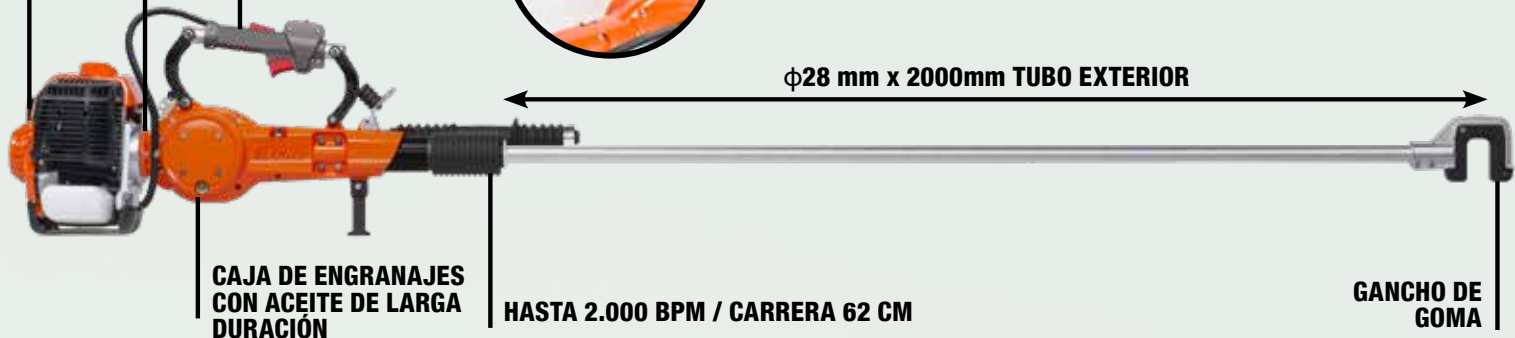 ϕ28 mm x 2000mm TUBO EXTERIOR
CAJA DE ENGRANAJES
CON ACEITE DE LARGA
DURACIÓN
HASTA 2.000 BPM / CARRERA 62 CM
GANCHO DE
GOMA